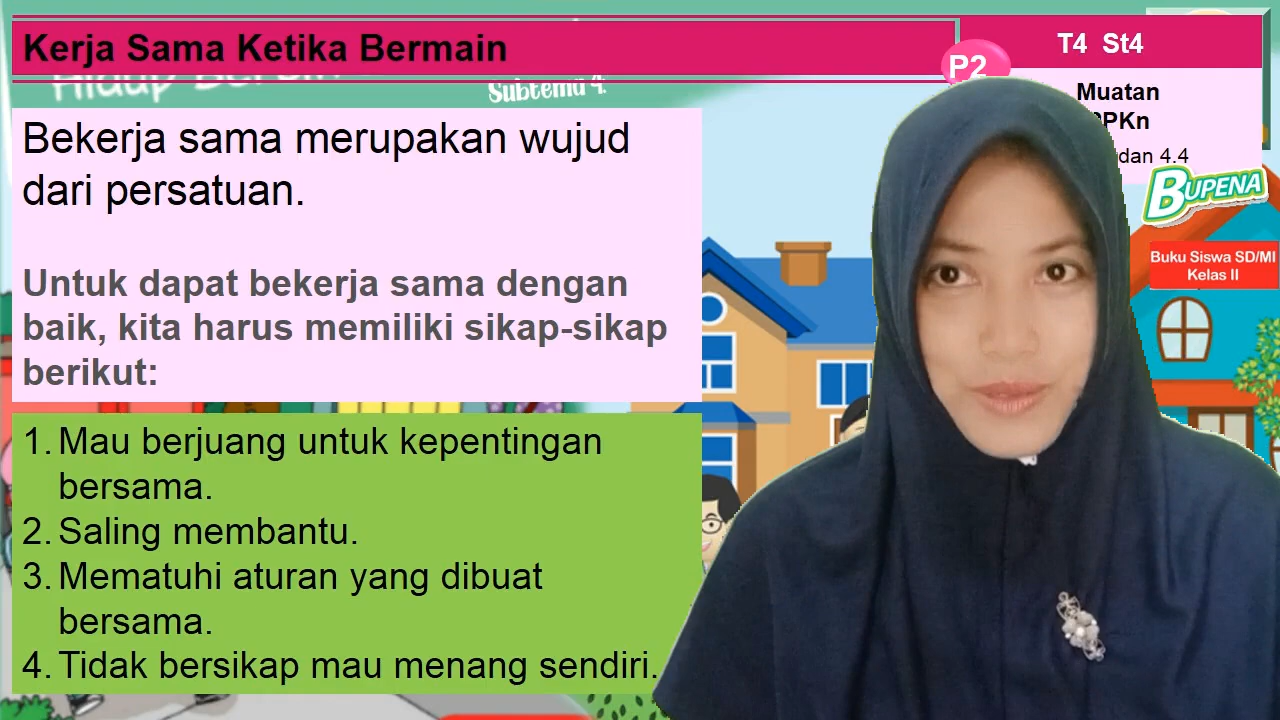 Kerja Sama Ketika Bermain
T4 St4
P2
Subtema 4
Muatan
PPKn
dan 4.4
BUPENA
Buku Siswa SD/MI
Kelas II
Bekerja sama merupakan wujud
dari persatuan.
Untuk dapat bekerja sama dengan
baik, kita harus memiliki sikap-sikap
berikut:
1. Mau berjuang untuk kepentingan
bersama.
2. Saling membantu.
3. Mematuhi aturan yang dibuat
bersama.
4. Tidak bersikap mau menang sendiri.